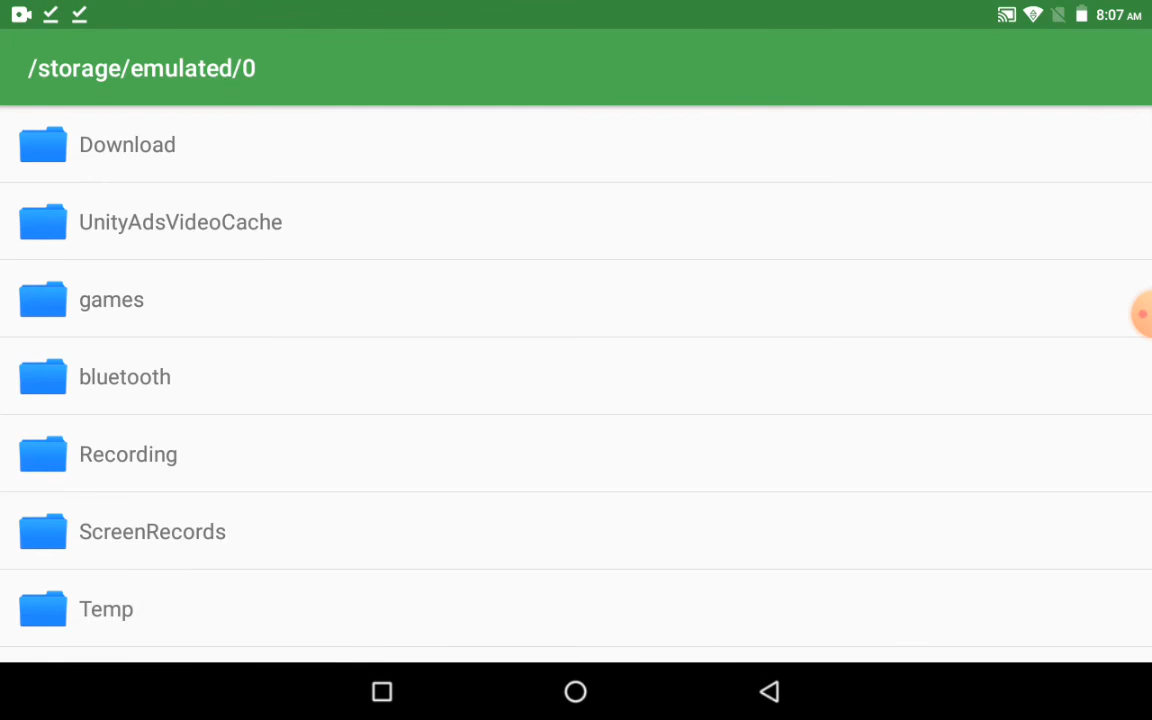 8:07 AM
/storage/emulated/0
Download
UnityAdsVideoCache
games
bluetooth
Recording
ScreenRecords
Temp